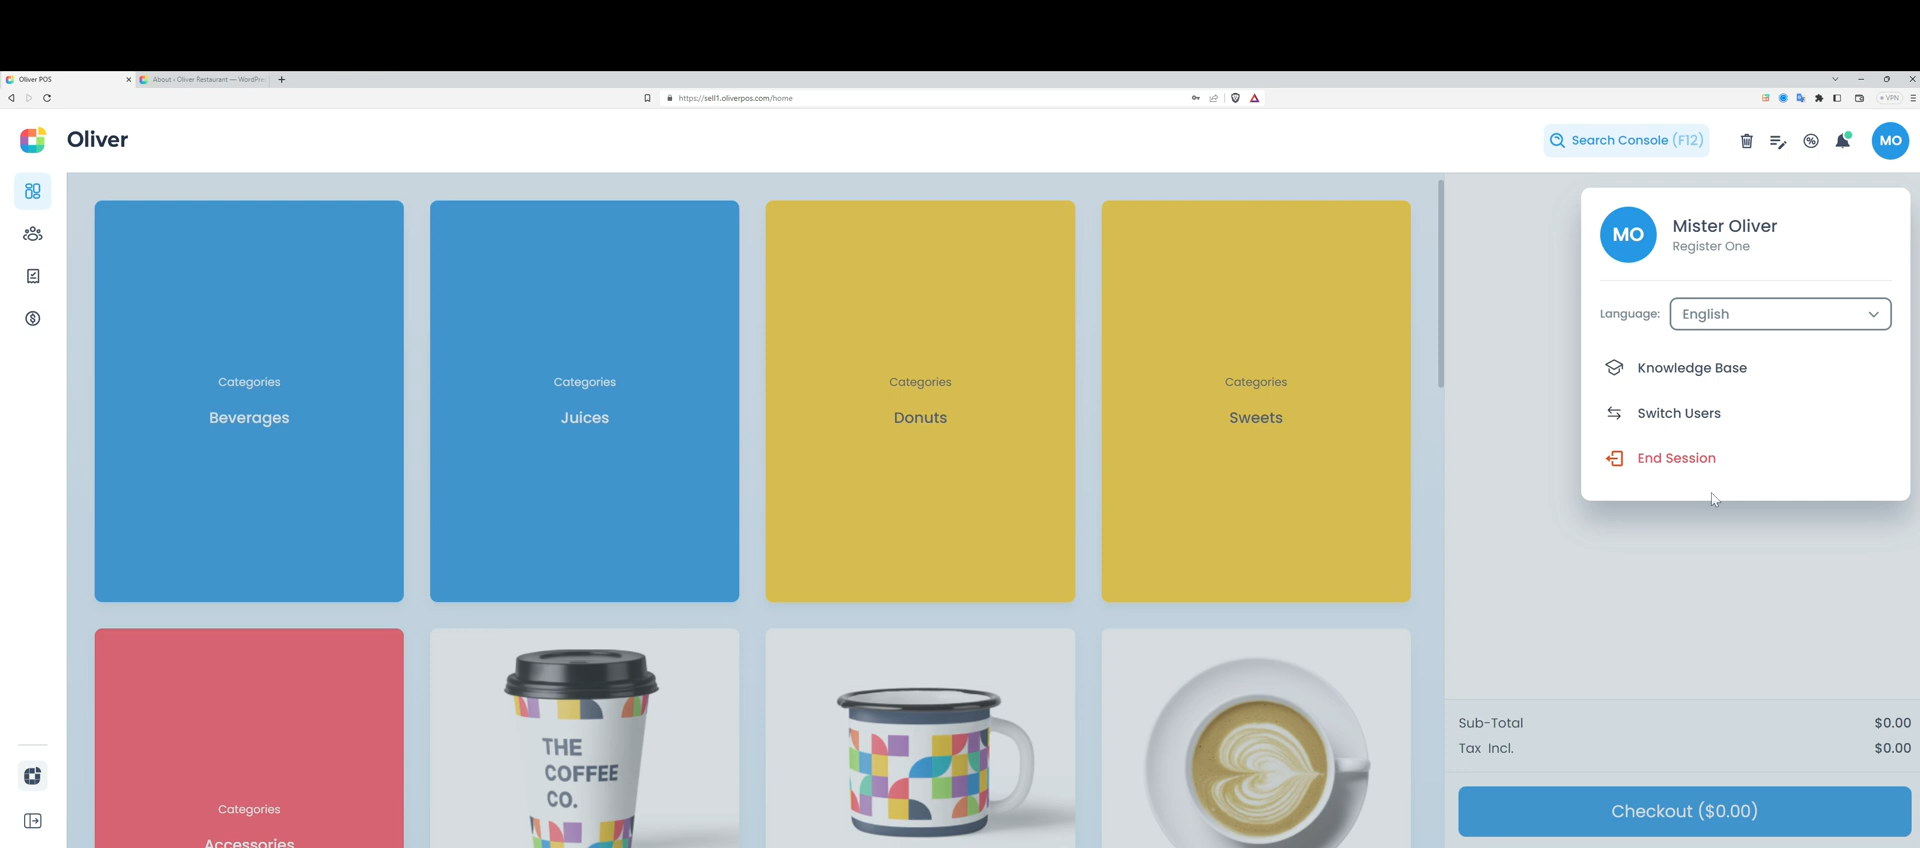 Oliver POS
About ‹ Oliver Restaurant — WordPre
https://sell1.oliverpos.com/home
VPN
Oliver
Search Console (F12)
MO
MO
Mister Oliver
Register One
Language:
English
Knowledge Base
Switch Users
End Session
Categories
Beverages
Categories
Juices
Categories
Donuts
Categories
Sweets
Categories
Accessories
THE
COFFEE
CO.
Sub-Total
$0.00
Tax Incl.
$0.00
Checkout ($0.00)